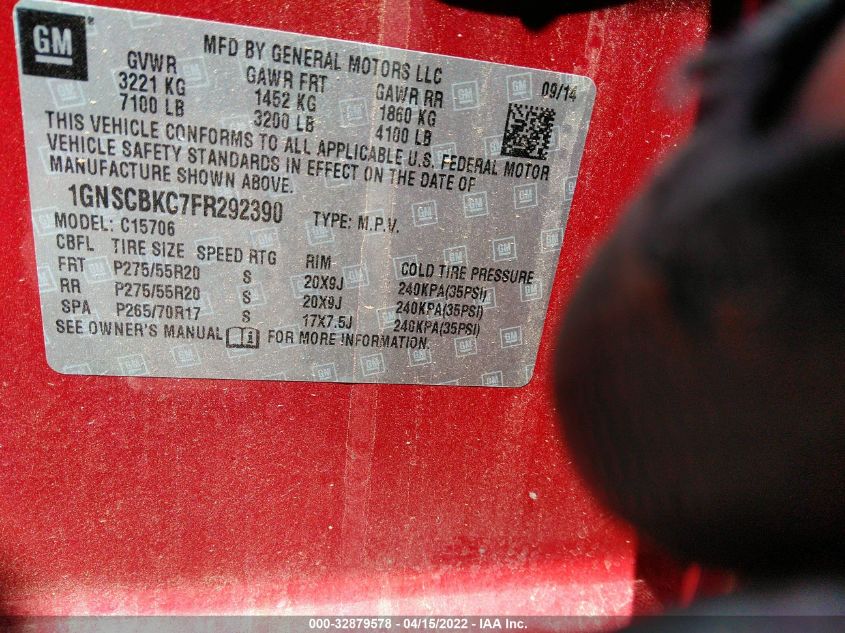 GM
MFD BY GENERAL MOTORS LLC
09/14
GVWR GAWR FRT GAWR RR
3221 KG 1452 KG 1860 KG
7100 LB 3200 LB 4100 LB
THIS VEHICLE CONFORMS TO ALL APPLICABLE U.S. FEDERAL MOTOR
VEHICLE SAFETY STANDARDS IN EFFECT ON THE DATE OF
MANUFACTURE SHOWN ABOVE.
1GNSCBKC7FR292390 TYPE: M.P.V.
MODEL: C15706
CBFL TIRE SIZE SPEED RTG RIM COLD TIRE PRESSURE
FRT P275/55R20 S 20X9J 240KPA(35PSI)
RR P275/55R20 S 20X9J 240KPA(35PSI)
SPA P265/70R17 S 17X7.5J 240KPA(35PSI)
SEE OWNER'S MANUAL FOR MORE INFORMATION.
000-32879578 - 04/15/2022 - IAA Inc.